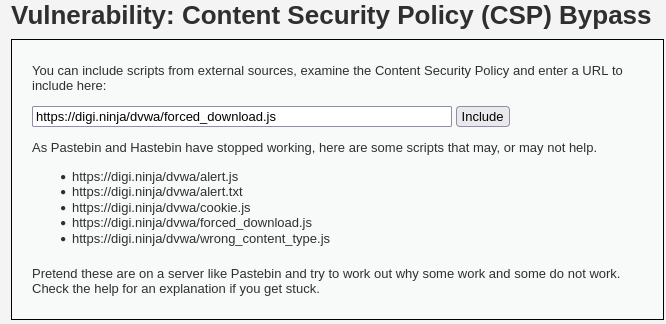 Vulnerability: Content Security Policy (CSP) Bypass
You can include scripts from external sources, examine the Content Security Policy and enter a URL to
include here:
https://digi.ninja/dvwa/forced_download.js Include
As Pastebin and Hastebin have stopped working, here are some scripts that may, or may not help.
• https://digi.ninja/dvwa/alert.js
• https://digi.ninja/dvwa/alert.txt
• https://digi.ninja/dvwa/cookie.js
• https://digi.ninja/dvwa/forced_download.js
• https://digi.ninja/dvwa/wrong_content_type.js
Pretend these are on a server like Pastebin and try to work out why some work and some do not work.
Check the help for an explanation if you get stuck.